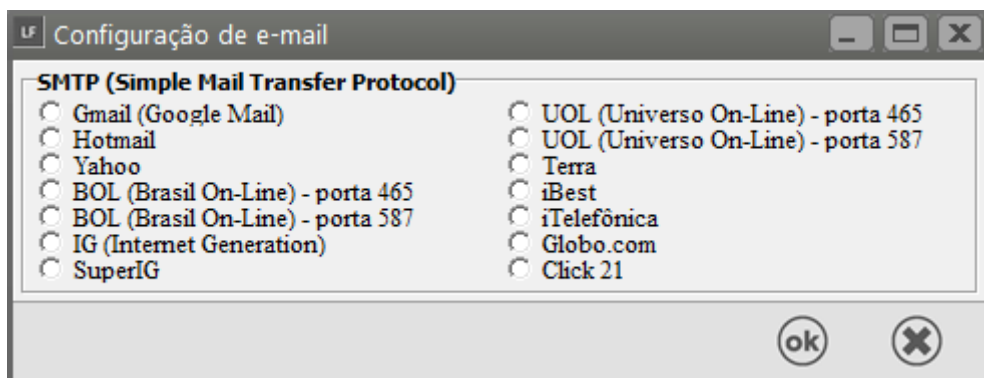 LF Configuração de e-mail
SMTP (Simple Mail Transfer Protocol)
Gmail (Google Mail)
Hotmail
Yahoo
BOL (Brasil On-Line) - porta 465
BOL (Brasil On-Line) - porta 587
IG (Internet Generation)
SuperIG
UOL (Universo On-Line) - porta 465
UOL (Universo On-Line) - porta 587
Terra
iBest
iTelefônica
Globo.com
Click 21
ok